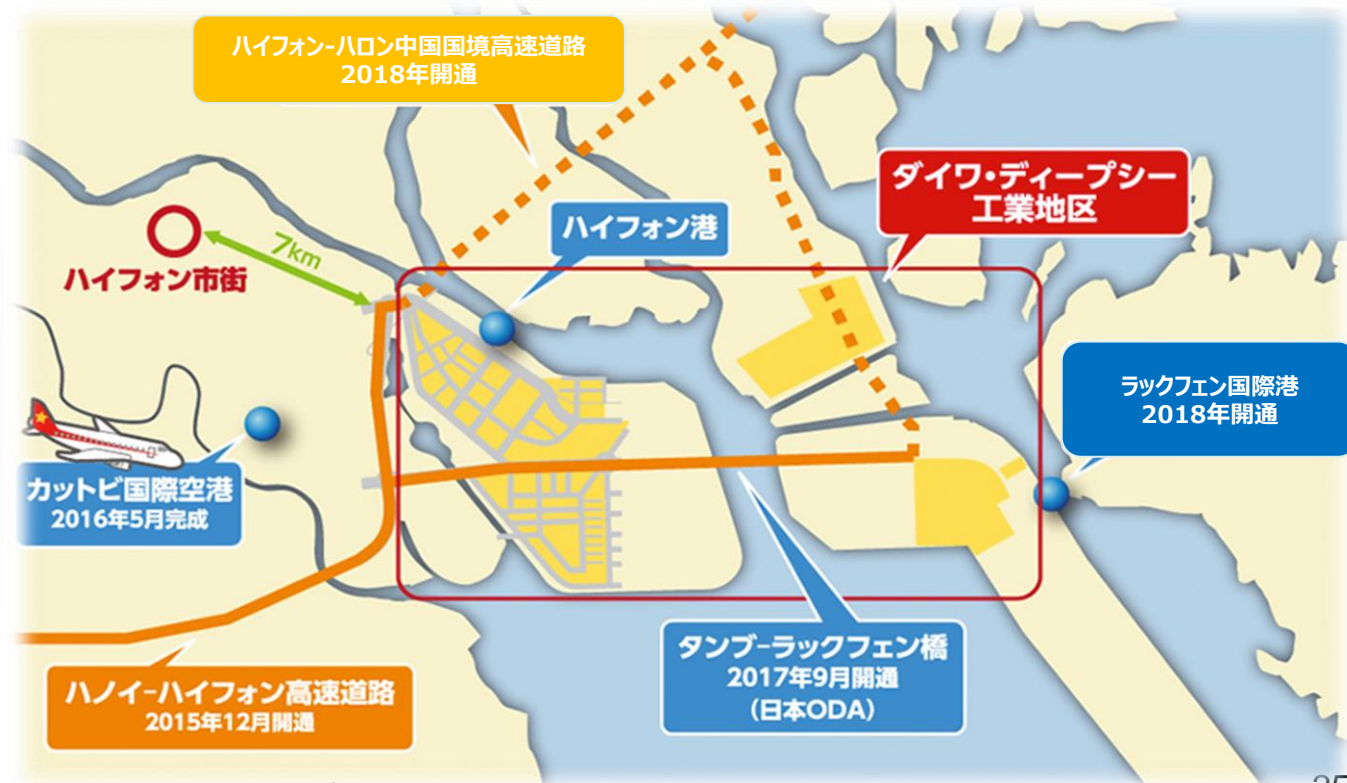 ハイフォン-ハロン中国国境高速道路
2018年開通
ダイワ・ディープシー
工業地区
ハイフォン港
7km
ハイフォン市街
ラックフェン国際港
2018年開通
カットビ国際空港
2016年5月完成
タンブーラックフェン橋
2017年9月開通
(日本ODA)
ハノイーハイフォン高速道路
2015年12月開通